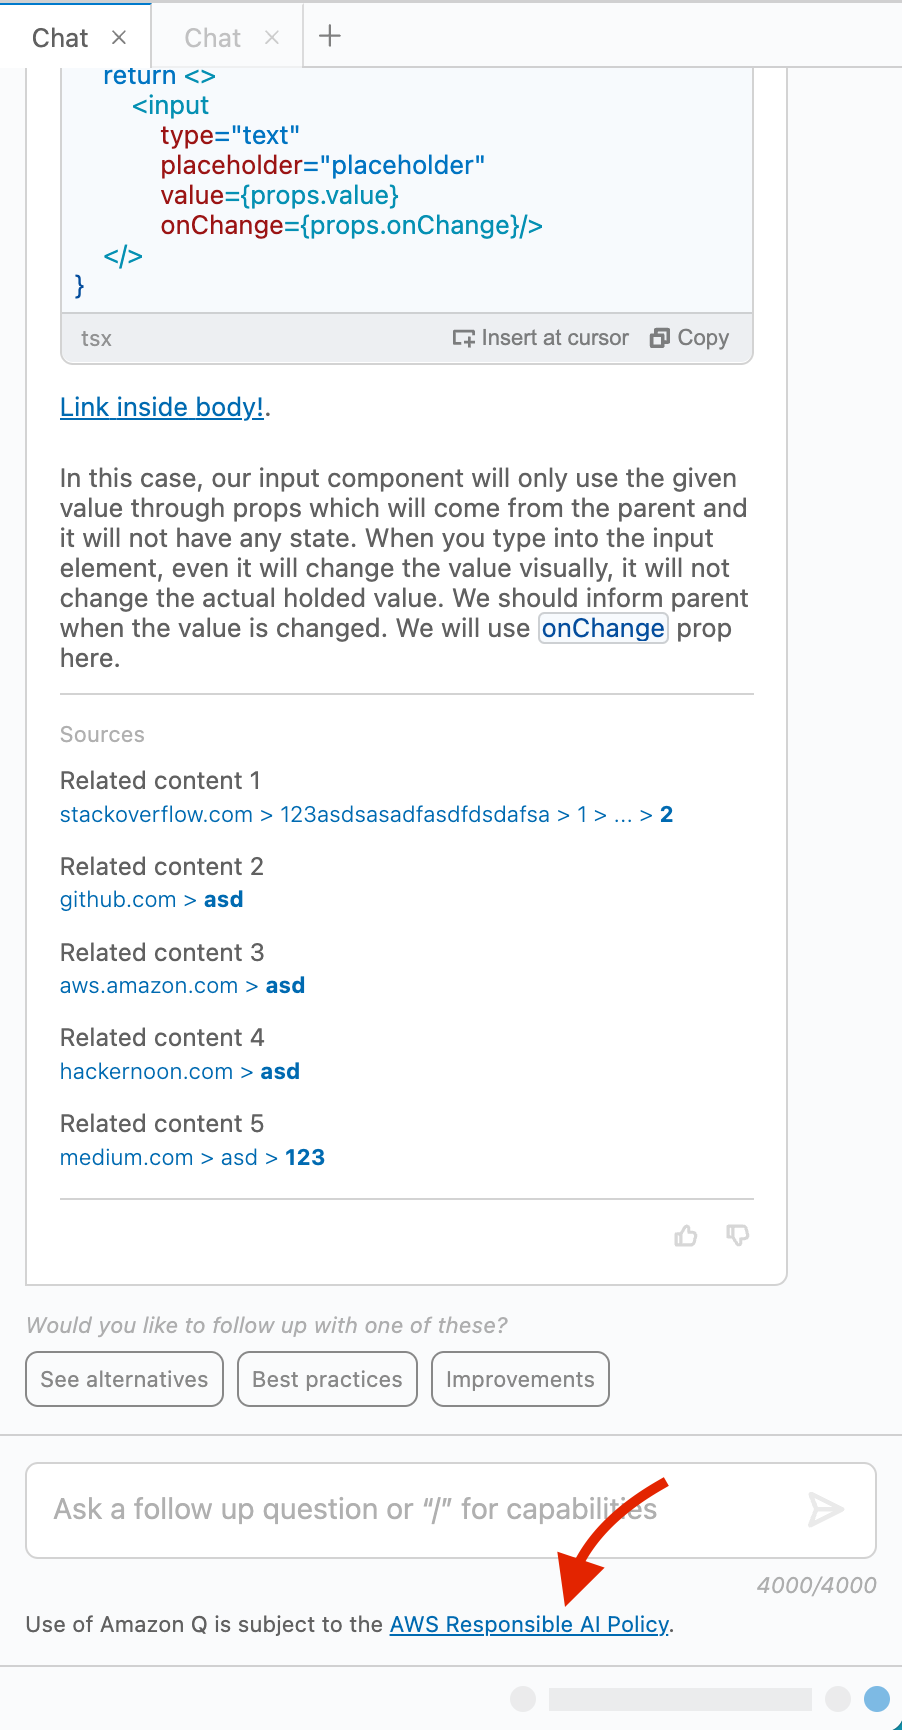 Chat × Chat × +
return <>
<input
type="text"
placeholder="placeholder"
value={props.value}
onChange={props.onChange}/>
</>
}
tsx Insert at cursor Copy
Link inside body!.
In this case, our input component will only use the given
value through props which will come from the parent and
it will not have any state. When you type into the input
element, even it will change the value visually, it will not
change the actual holded value. We should inform parent
when the value is changed. We will use onChange prop
here.
Sources
Related content 1
stackoverflow.com > 123asdsasadfasdfdsdafsa > 1 > ... > 2
Related content 2
github.com > asd
Related content 3
aws.amazon.com > asd
Related content 4
hackernoon.com > asd
Related content 5
medium.com > asd > 123
Would you like to follow up with one of these?
See alternatives Best practices Improvements
Ask a follow up question or “/” for capabilities
4000/4000
Use of Amazon Q is subject to the AWS Responsible AI Policy.